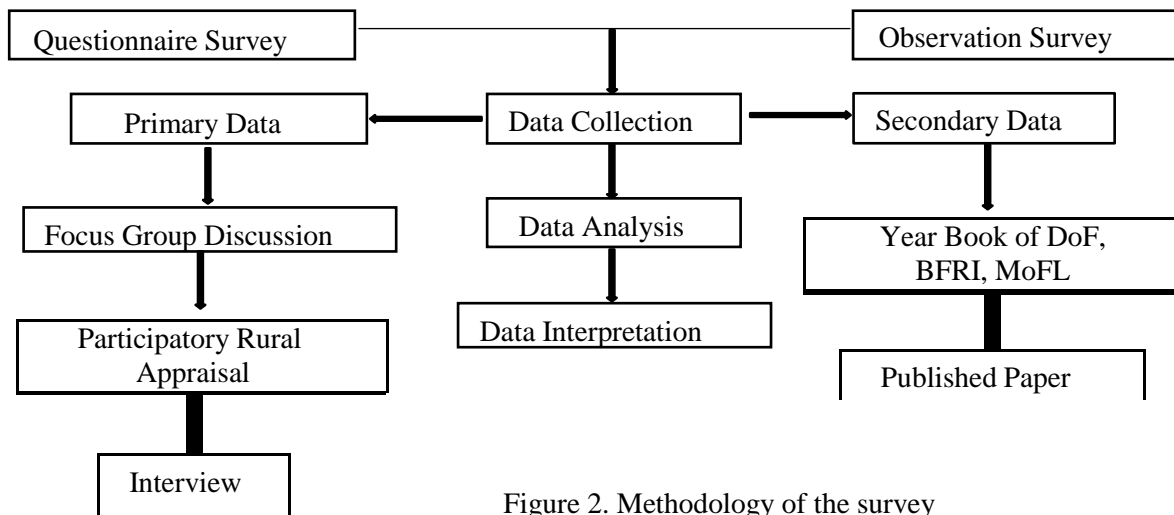 Questionnaire Survey
Observation Survey
Primary Data
Data Collection
Secondary Data
Focus Group Discussion
Data Analysis
Year Book of DoF,
BFRI, MoFL
Participatory Rural
Appraisal
Data Interpretation
Published Paper
Interview
Figure 2. Methodology of the survey